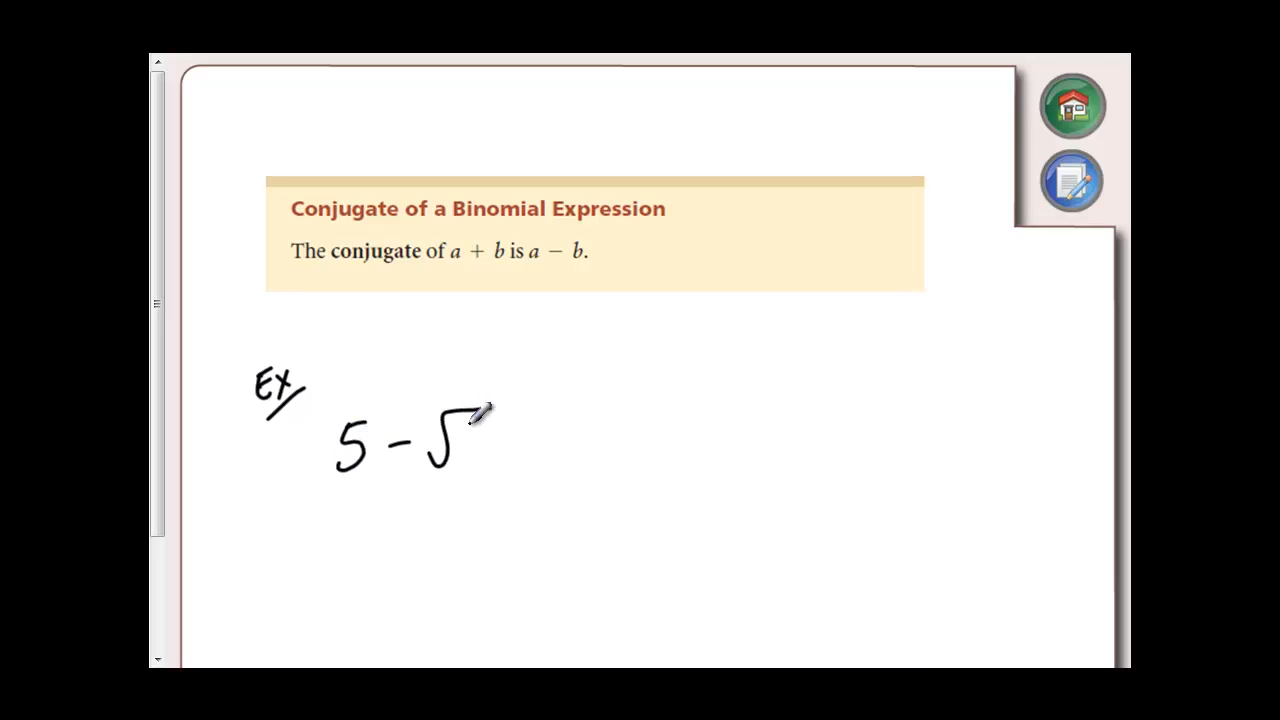 Conjugate of a Binomial Expression
The conjugate of a + b is a − b.
Ex/
5 - √